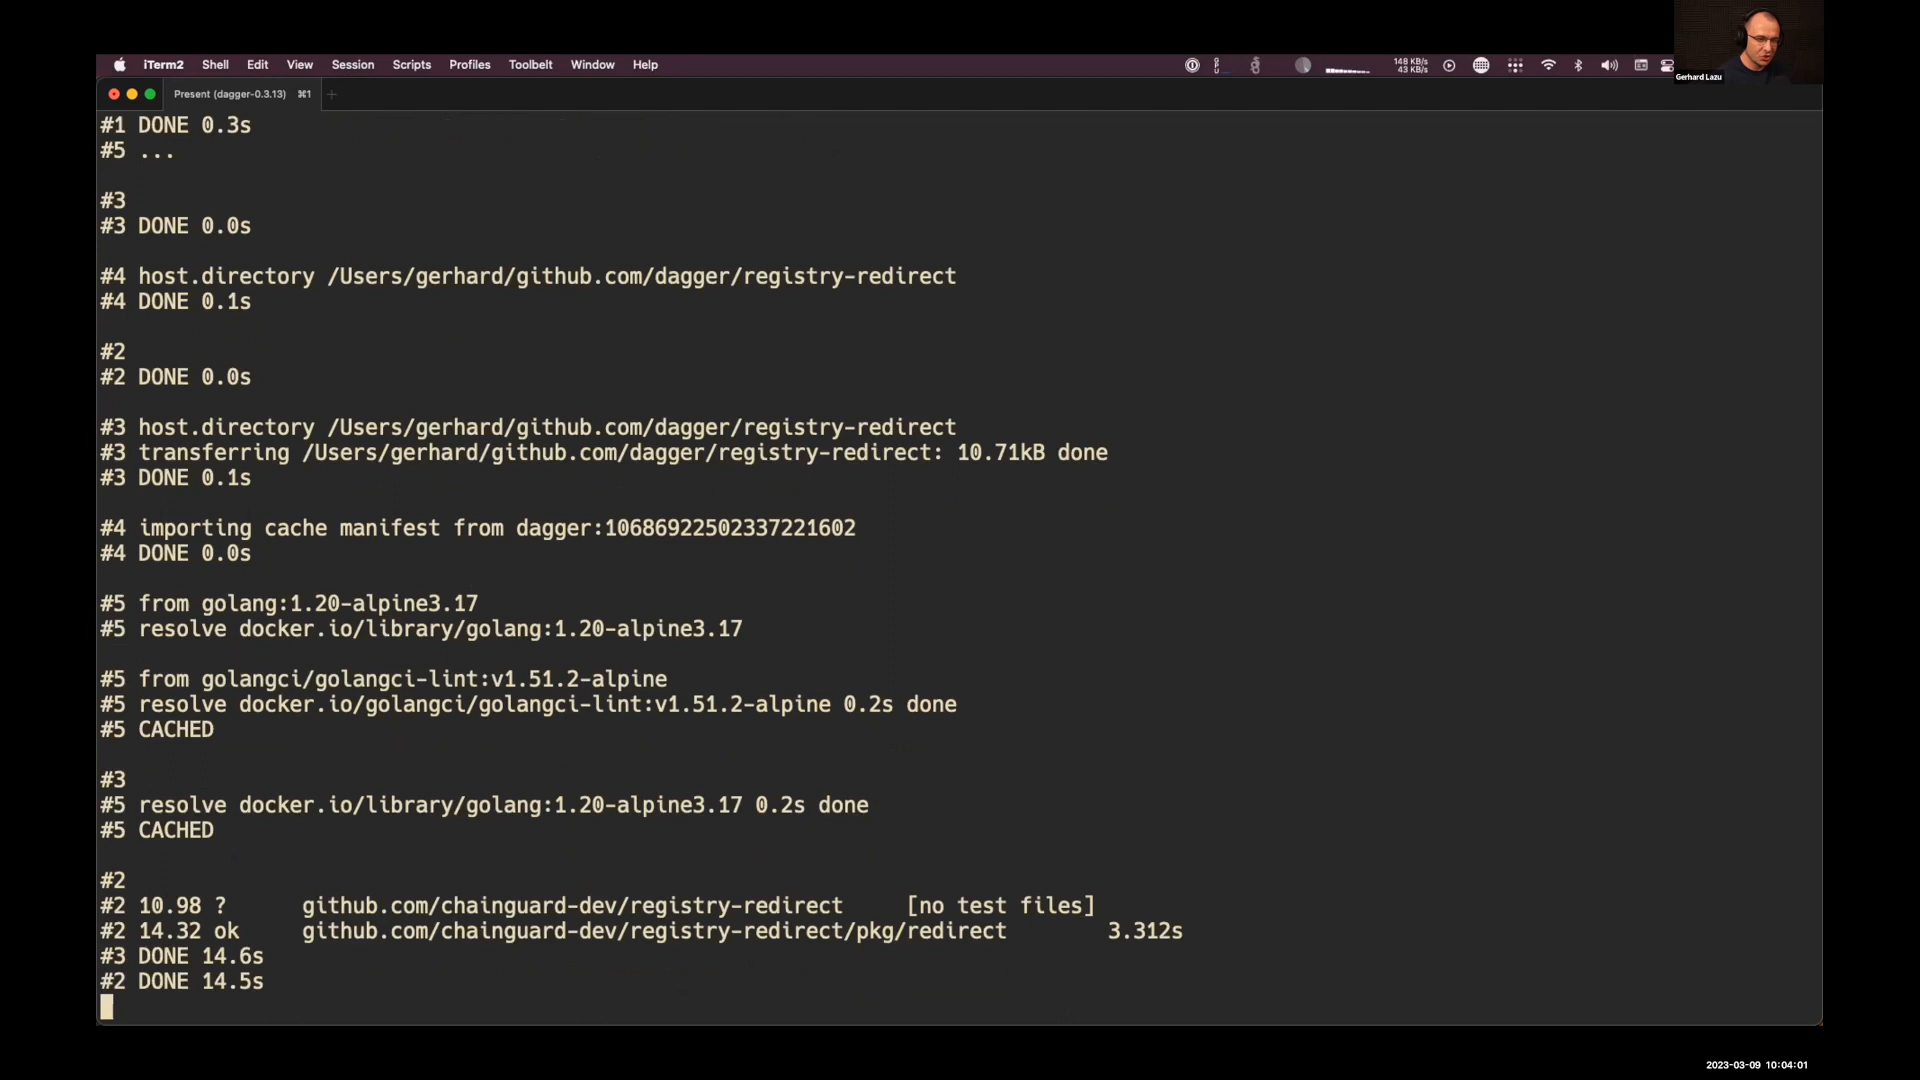 iTerm2 Shell Edit View Session Scripts Profiles Toolbelt Window Help 148 KB/s 43 KB/s
Gerhard Lazu
Present (dagger-0.3.13) ⌘1 +
#1 DONE 0.3s
#5 ...
#3
#3 DONE 0.0s
#4 host.directory /Users/gerhard/github.com/dagger/registry-redirect
#4 DONE 0.1s
#2
#2 DONE 0.0s
#3 host.directory /Users/gerhard/github.com/dagger/registry-redirect
#3 transferring /Users/gerhard/github.com/dagger/registry-redirect: 10.71kB done
#3 DONE 0.1s
#4 importing cache manifest from dagger:10686922502337221602
#4 DONE 0.0s
#5 from golang:1.20-alpine3.17
#5 resolve docker.io/library/golang:1.20-alpine3.17
#5 from golangci/golangci-lint:v1.51.2-alpine
#5 resolve docker.io/golangci/golangci-lint:v1.51.2-alpine 0.2s done
#5 CACHED
#3
#5 resolve docker.io/library/golang:1.20-alpine3.17 0.2s done
#5 CACHED
#2
#2 10.98 ? github.com/chainguard-dev/registry-redirect [no test files]
#2 14.32 ok github.com/chainguard-dev/registry-redirect/pkg/redirect 3.312s
#3 DONE 14.6s
#2 DONE 14.5s
2023-03-09 10:04:01